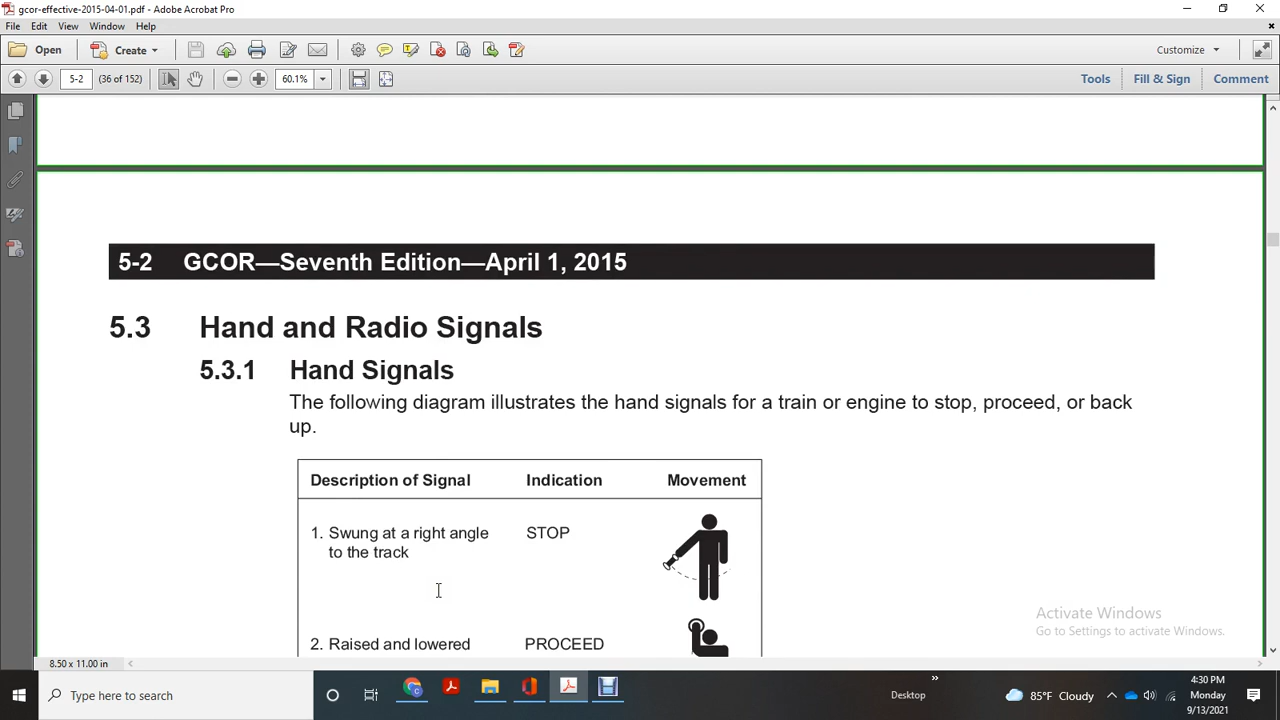 gcor-effective-2015-04-01.pdf - Adobe Acrobat Pro
File Edit View Window Help
Open Create Customize
5-2 (36 of 152) 60.1% Tools Fill & Sign Comment
5-2 GCOR—Seventh Edition—April 1, 2015
5.3 Hand and Radio Signals
5.3.1 Hand Signals
The following diagram illustrates the hand signals for a train or engine to stop, proceed, or back
up.
Description of Signal Indication Movement
1. Swung at a right angle STOP
to the track
2. Raised and lowered PROCEED
Activate Windows
Go to Settings to activate Windows.
8.50 x 11.00 in
Type here to search
Desktop
85°F Cloudy
4:30 PM
Monday
9/13/2021